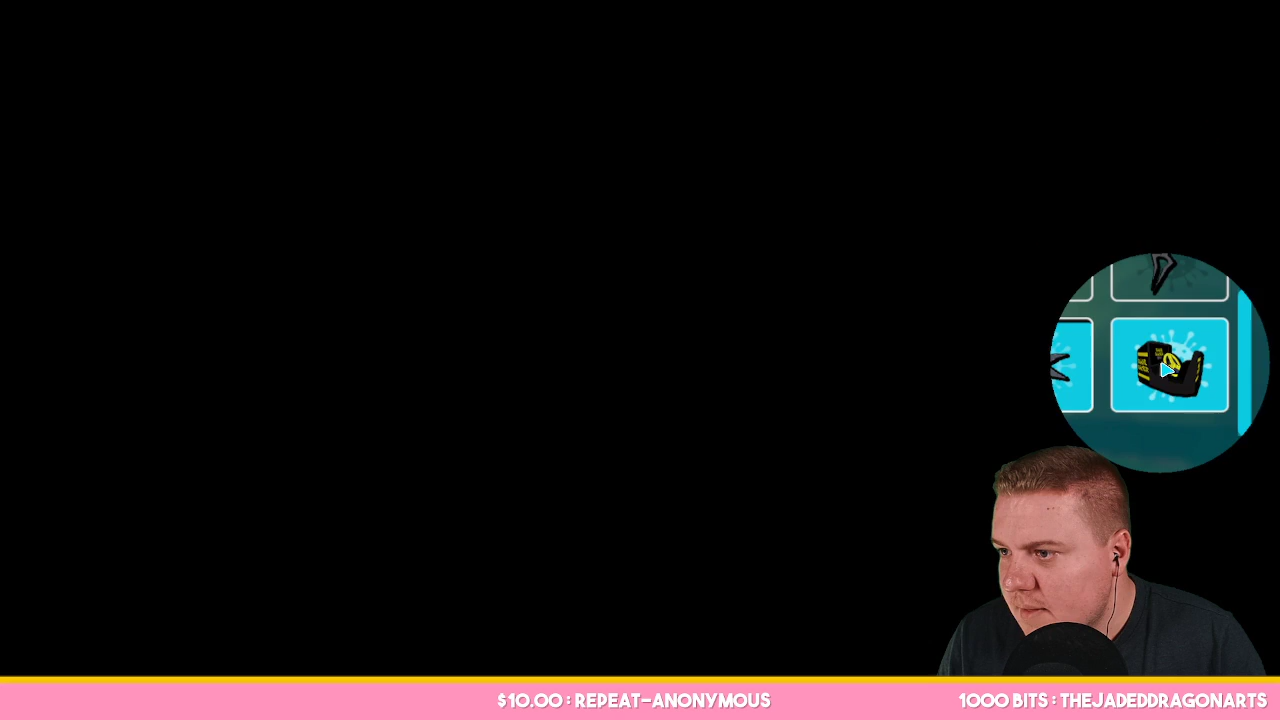 $10.00 : REPEAT-ANONYMOUS
1000 BITS : THEJADEDDRAGONARTS